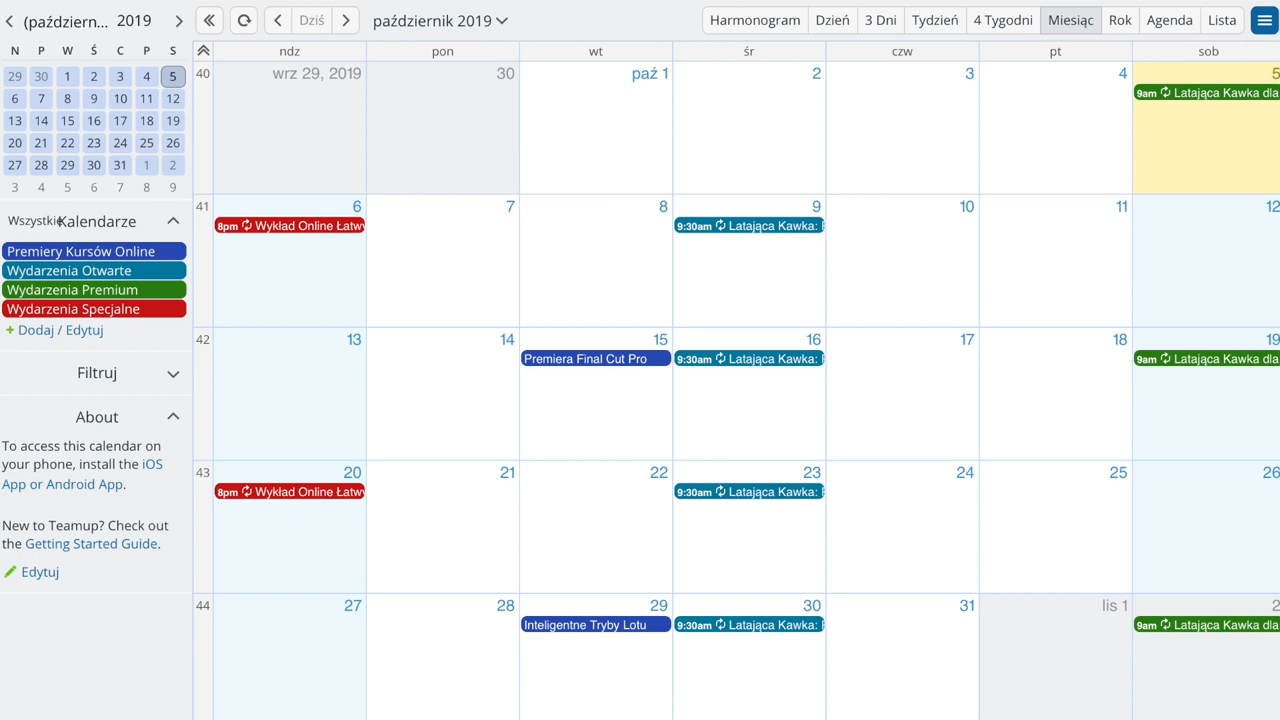 (październ... 2019
N P W Ś C P S
29 30 1 2 3 4 5
6 7 8 9 10 11 12
13 14 15 16 17 18 19
20 21 22 23 24 25 26
27 28 29 30 31 1 2
3 4 5 6 7 8 9
Wszystkie Kalendarze
Premiery Kursów Online
Wydarzenia Otwarte
Wydarzenia Premium
Wydarzenia Specjalne
+ Dodaj / Edytuj
Filtruj
About
To access this calendar on
your phone, install the iOS
App or Android App.
New to Teamup? Check out
the Getting Started Guide.
Edytuj
Dziś październik 2019 Harmonogram Dzień 3 Dni Tydzień 4 Tygodni Miesiąc Rok Agenda Lista
ndz pon wt śr czw pt sob
40 wrz 29, 2019 30 paź 1 2 3 4 5
9am Latająca Kawka dla
41 6 7 8 9 10 11 12
8pm Wykład Online Łatw 9:30am Latająca Kawka:
42 13 14 15 16 17 18 19
Premiera Final Cut Pro 9:30am Latająca Kawka: 9am Latająca Kawka dla
43 20 21 22 23 24 25 26
8pm Wykład Online Łatw 9:30am Latająca Kawka:
44 27 28 29 30 31 lis 1 2
Inteligentne Tryby Lotu 9:30am Latająca Kawka: 9am Latająca Kawka dla